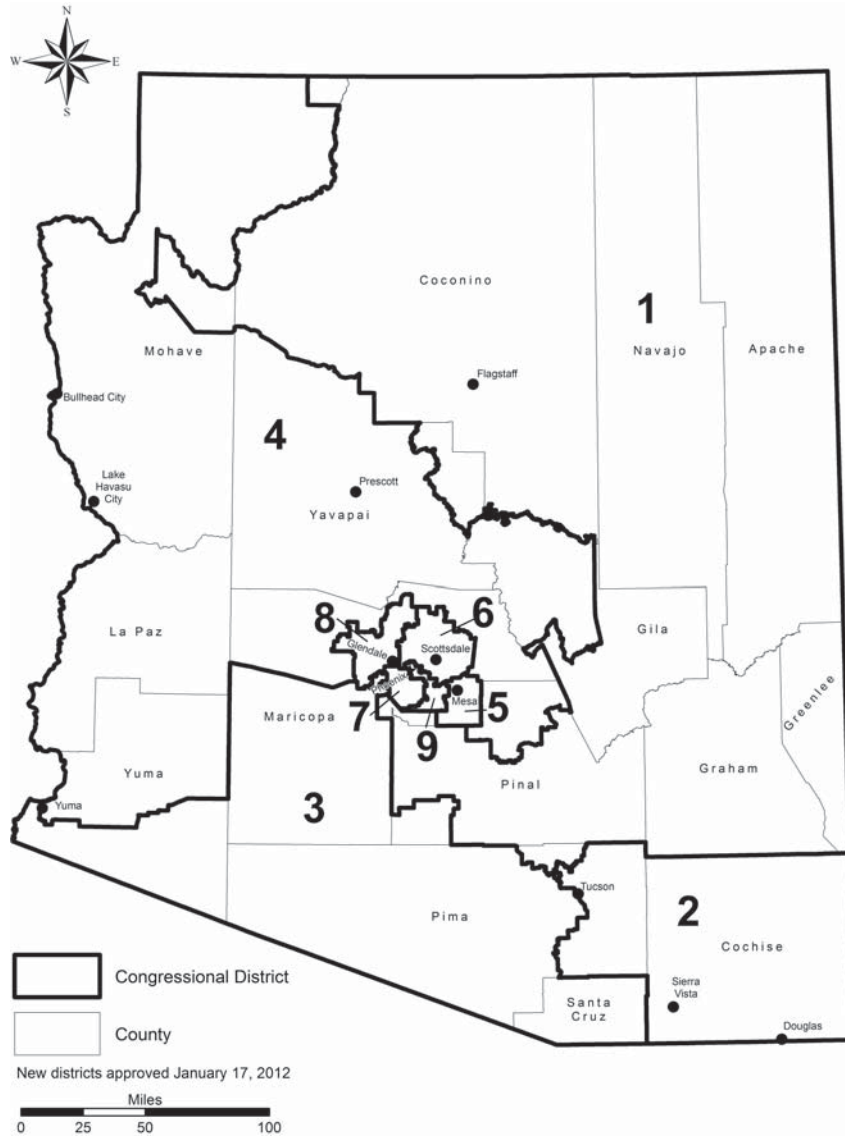 N
W
E
S
Coconino
1
Mohave
Navajo
Apache
Flagstaff
Bullhead City
4
Lake
Havasu
City
Prescott
Yavapai
8
6
La Paz
Gila
Glendale
Scottsdale
Phoenix
Mesa
5
Maricopa
7
9
Greenlee
Yuma
Pinal
Graham
Yuma
3
Tucson
2
Pima
Cochise
Sierra
Vista
Santa
Cruz
Douglas
Congressional District
County
New districts approved January 17, 2012
Miles
0 25 50 100